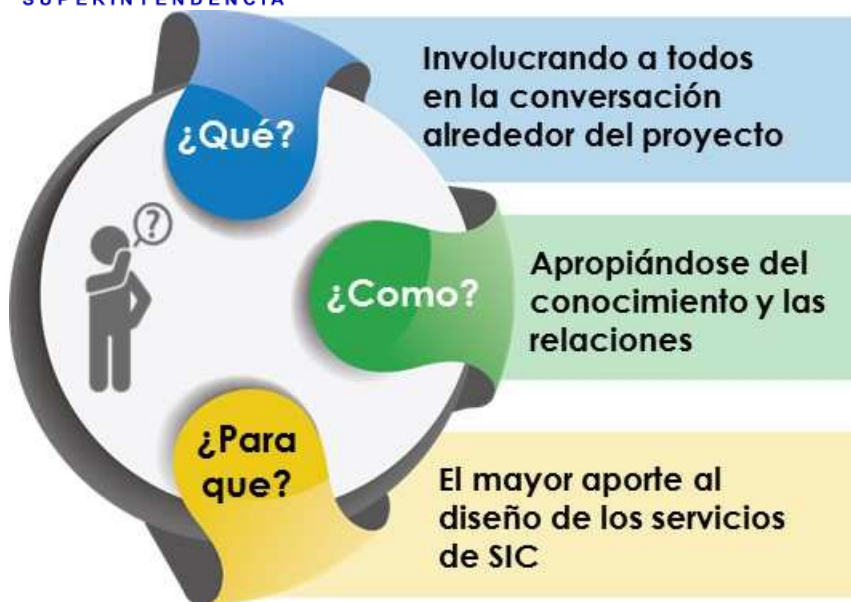 SUPERINTENDENCIA
¿Qué?
Involucrando a todos
en la conversación
alrededor del proyecto
?
¿Como?
Apropiándose del
conocimiento y las
relaciones
¿Para
que?
El mayor aporte al
diseño de los servicios
de SIC